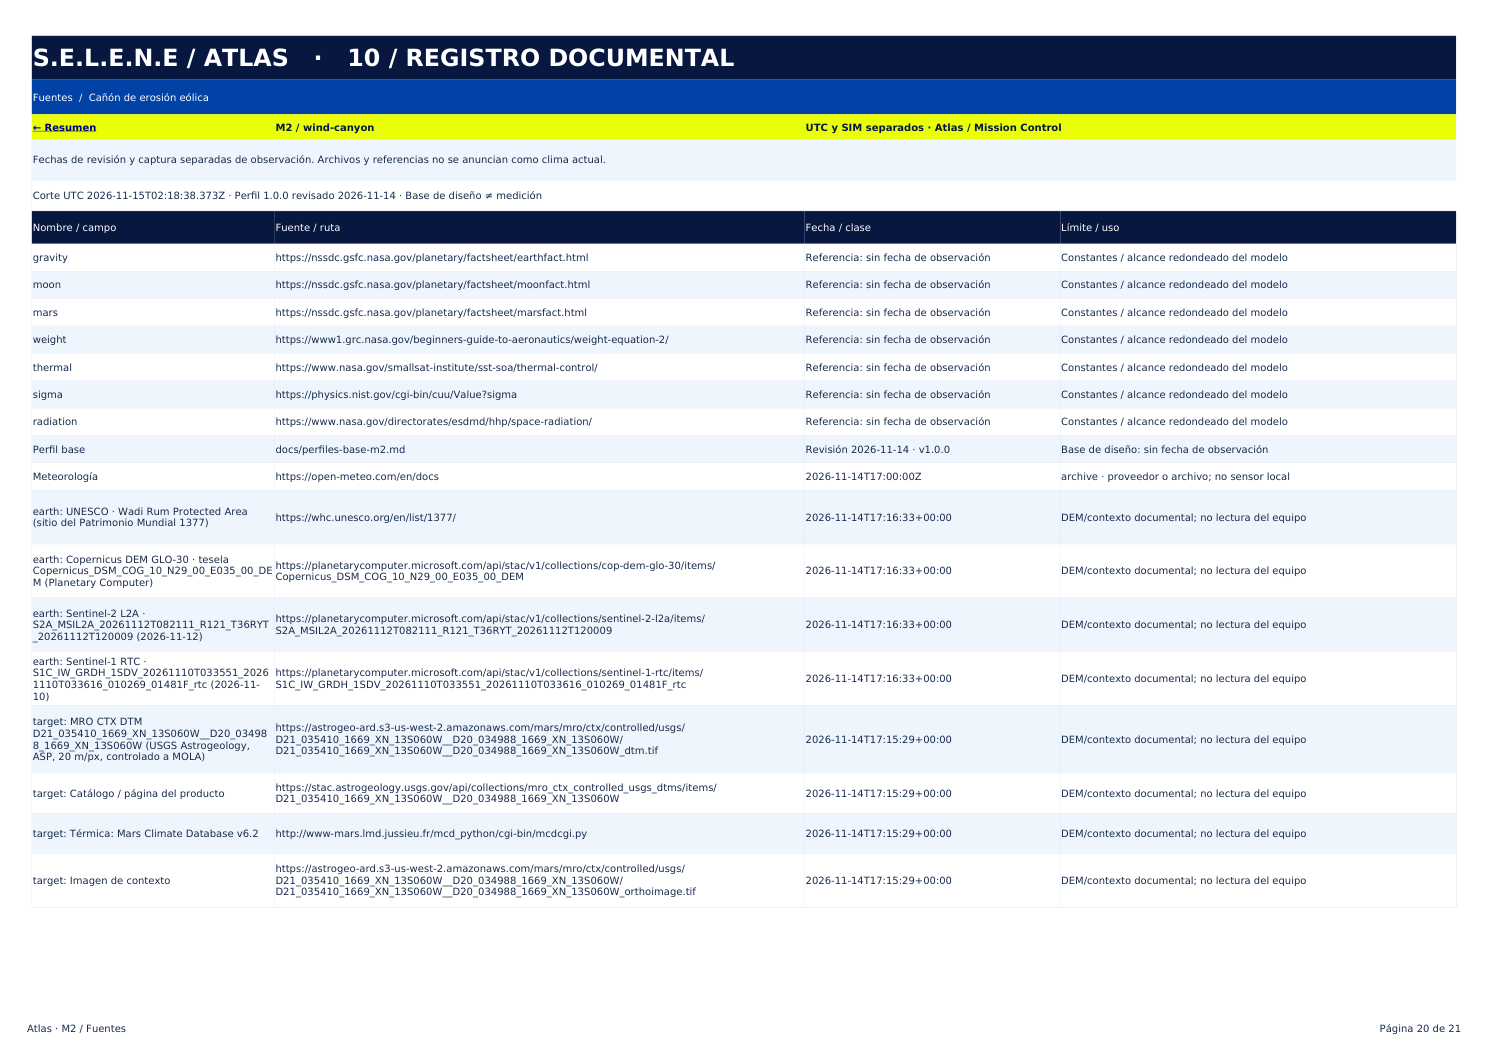 S.E.L.E.N.E / ATLAS · 10 / REGISTRO DOCUMENTAL
Fuentes / Cañón de erosión eólica
← Resumen M2 / wind-canyon UTC y SIM separados · Atlas / Mission Control
Fechas de revisión y captura separadas de observación. Archivos y referencias no se anuncian como clima actual.
Corte UTC 2026-11-15T02:18:38.373Z · Perfil 1.0.0 revisado 2026-11-14 · Base de diseño ≠ medición
Nombre / campo Fuente / ruta Fecha / clase Límite / uso
gravity https://nssdc.gsfc.nasa.gov/planetary/factsheet/earthfact.html Referencia: sin fecha de observación Constantes / alcance redondeado del modelo
moon https://nssdc.gsfc.nasa.gov/planetary/factsheet/moonfact.html Referencia: sin fecha de observación Constantes / alcance redondeado del modelo
mars https://nssdc.gsfc.nasa.gov/planetary/factsheet/marsfact.html Referencia: sin fecha de observación Constantes / alcance redondeado del modelo
weight https://www1.grc.nasa.gov/beginners-guide-to-aeronautics/weight-equation-2/ Referencia: sin fecha de observación Constantes / alcance redondeado del modelo
thermal https://www.nasa.gov/smallsat-institute/sst-soa/thermal-control/ Referencia: sin fecha de observación Constantes / alcance redondeado del modelo
sigma https://physics.nist.gov/cgi-bin/cuu/Value?sigma Referencia: sin fecha de observación Constantes / alcance redondeado del modelo
radiation https://www.nasa.gov/directorates/esdmd/hhp/space-radiation/ Referencia: sin fecha de observación Constantes / alcance redondeado del modelo
Perfil base docs/perfiles-base-m2.md Revisión 2026-11-14 · v1.0.0 Base de diseño: sin fecha de observación
Meteorología https://open-meteo.com/en/docs 2026-11-14T17:00:00Z archive · proveedor o archivo; no sensor local
earth: UNESCO · Wadi Rum Protected Area
(sitio del Patrimonio Mundial 1377)
https://whc.unesco.org/en/list/1377/
2026-11-14T17:16:33+00:00
DEM/contexto documental; no lectura del equipo
earth: Copernicus DEM GLO-30 · tesela
Copernicus_DSM_COG_10_N29_00_E035_00_DE
M (Planetary Computer)
https://planetarycomputer.microsoft.com/api/stac/v1/collections/cop-dem-glo-30/items/
Copernicus_DSM_COG_10_N29_00_E035_00_DEM
2026-11-14T17:16:33+00:00
DEM/contexto documental; no lectura del equipo
earth: Sentinel-2 L2A ·
S2A_MSIL2A_20261112T082111_R121_T36RYT
_20261112T120009 (2026-11-12)
https://planetarycomputer.microsoft.com/api/stac/v1/collections/sentinel-2-l2a/items/
S2A_MSIL2A_20261112T082111_R121_T36RYT_20261112T120009
2026-11-14T17:16:33+00:00
DEM/contexto documental; no lectura del equipo
earth: Sentinel-1 RTC ·
S1C_IW_GRDH_1SDV_20261110T033551_2026
1110T033616_010269_01481F_rtc (2026-11-
10)
https://planetarycomputer.microsoft.com/api/stac/v1/collections/sentinel-1-rtc/items/
S1C_IW_GRDH_1SDV_20261110T033551_20261110T033616_010269_01481F_rtc
2026-11-14T17:16:33+00:00
DEM/contexto documental; no lectura del equipo
target: MRO CTX DTM
D21_035410_1669_XN_13S060W__D20_03498
8_1669_XN_13S060W (USGS Astrogeology,
ASP, 20 m/px, controlado a MOLA)
https://astrogeo-ard.s3-us-west-2.amazonaws.com/mars/mro/ctx/controlled/usgs/
D21_035410_1669_XN_13S060W__D20_034988_1669_XN_13S060W/
D21_035410_1669_XN_13S060W__D20_034988_1669_XN_13S060W_dtm.tif
2026-11-14T17:15:29+00:00
DEM/contexto documental; no lectura del equipo
target: Catálogo / página del producto
https://stac.astrogeology.usgs.gov/api/collections/mro_ctx_controlled_usgs_dtms/items/
D21_035410_1669_XN_13S060W__D20_034988_1669_XN_13S060W
2026-11-14T17:15:29+00:00
DEM/contexto documental; no lectura del equipo
target: Térmica: Mars Climate Database v6.2 http://www-mars.lmd.jussieu.fr/mcd_python/cgi-bin/mcdcgi.py 2026-11-14T17:15:29+00:00 DEM/contexto documental; no lectura del equipo
target: Imagen de contexto
https://astrogeo-ard.s3-us-west-2.amazonaws.com/mars/mro/ctx/controlled/usgs/
D21_035410_1669_XN_13S060W__D20_034988_1669_XN_13S060W/
D21_035410_1669_XN_13S060W__D20_034988_1669_XN_13S060W_orthoimage.tif
2026-11-14T17:15:29+00:00
DEM/contexto documental; no lectura del equipo
Atlas · M2 / Fuentes Página 20 de 21